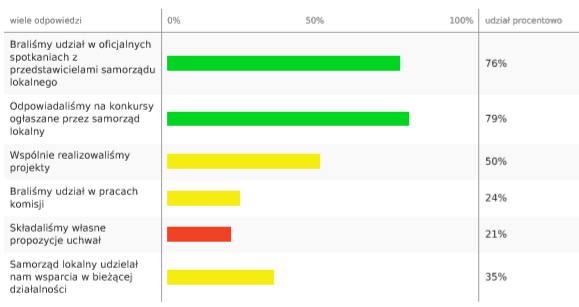 wiele odpowiedzi 0% 50% 100% udział procentowo
Braliśmy udział w oficjalnych
spotkaniach z
przedstawicielami samorządu
lokalnego
76%
Odpowiadaliśmy na konkursy
ogłaszane przez samorząd
lokalny
79%
Wspólnie realizowaliśmy
projekty
50%
Braliśmy udział w pracach
komisji
24%
Składaliśmy własne
propozycje uchwał
21%
Samorząd lokalny udzielał
nam wsparcia w bieżącej
działalności
35%